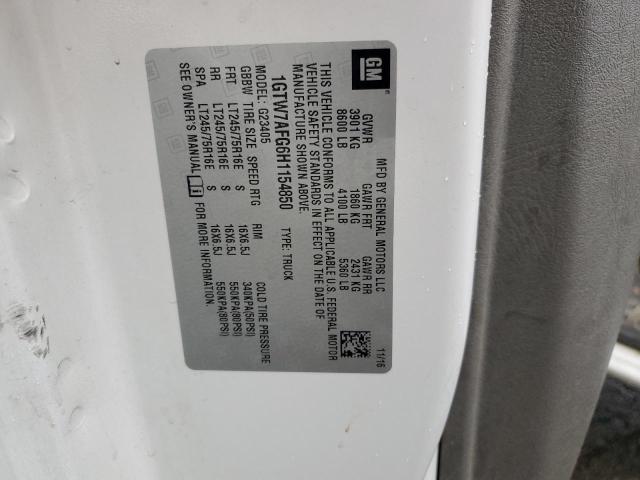 GM
MFD BY GENERAL MOTORS LLC 11/16
GVWR GAWR FRT GAWR RR
3901 KG 1860 KG 2431 KG
8600 LB 4100 LB 5360 LB
THIS VEHICLE CONFORMS TO ALL APPLICABLE U.S. FEDERAL MOTOR
VEHICLE SAFETY STANDARDS IN EFFECT ON THE DATE OF
MANUFACTURE SHOWN ABOVE.
1GTW7AFG6H1154850 TYPE: TRUCK
G23405
GBBW TIRE SIZE SPEED RTG RIM COLD TIRE PRESSURE
FRT LT245/75R16E S 16X6.5J 340KPA(50PSI)
RR LT245/75R16E S 16X6.5J 550KPA(80PSI)
SPA LT245/75R16E S 16X6.5J 550KPA(80PSI)
SEE OWNER'S MANUAL i FOR MORE INFORMATION.